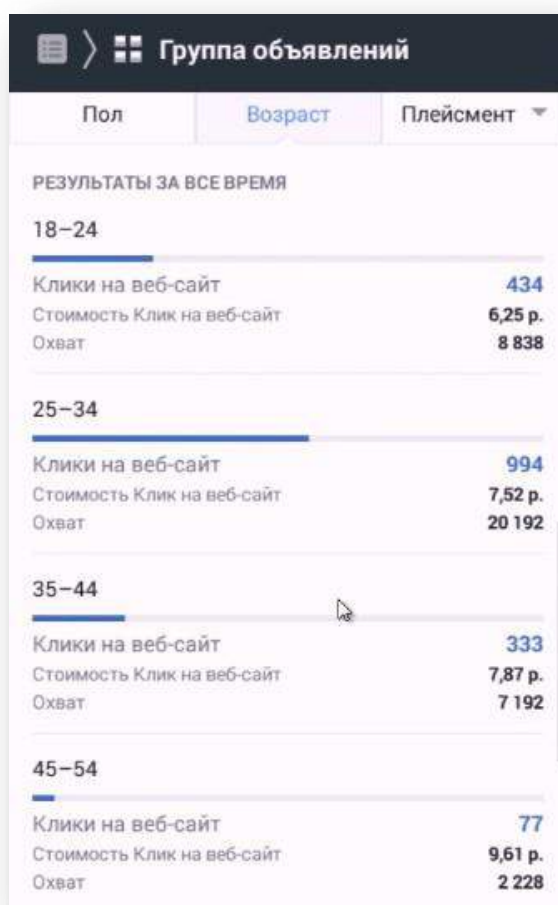 Группа объявлений
Пол Возраст Плейсмент
РЕЗУЛЬТАТЫ ЗА ВСЕ ВРЕМЯ
18–24
Клики на веб-сайт 434
Стоимость Клик на веб-сайт 6,25 р.
Охват 8 838
25–34
Клики на веб-сайт 994
Стоимость Клик на веб-сайт 7,52 р.
Охват 20 192
35–44
Клики на веб-сайт 333
Стоимость Клик на веб-сайт 7,87 р.
Охват 7 192
45–54
Клики на веб-сайт 77
Стоимость Клик на веб-сайт 9,61 р.
Охват 2 228